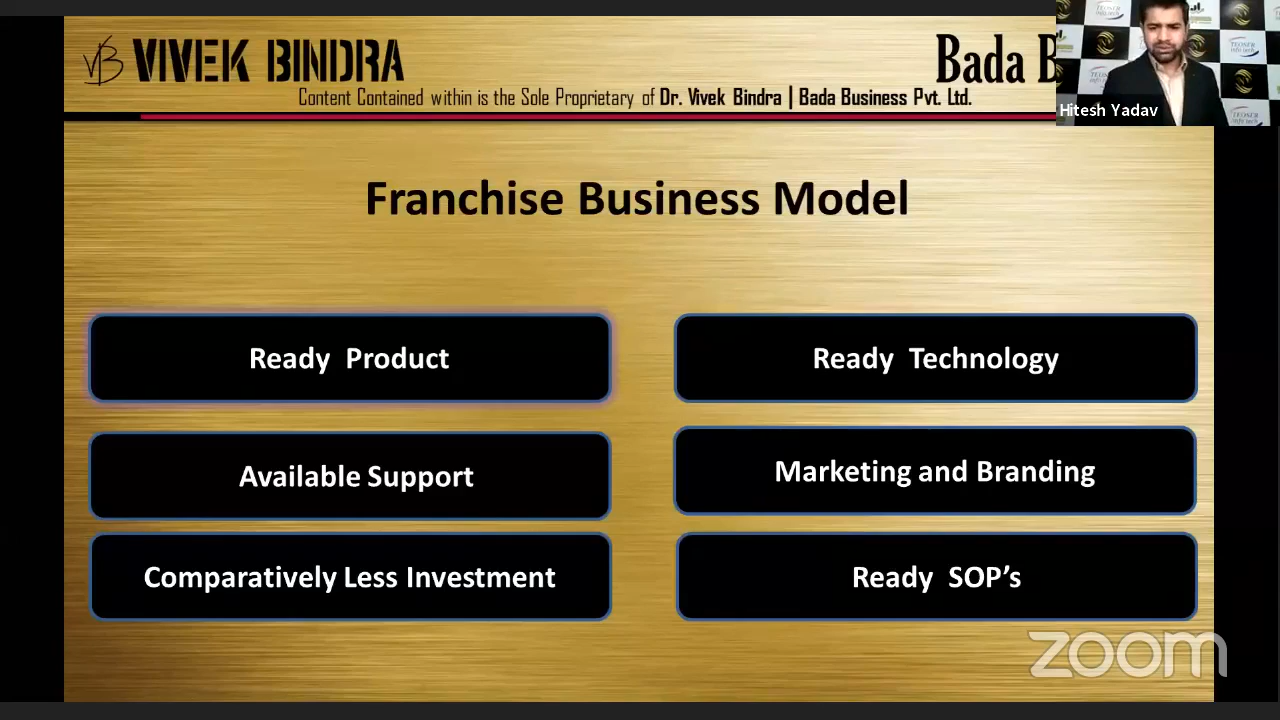 VB VIVEK BINDRA
Bada B
Content Contained within is the Sole Proprietary of Dr. Vivek Bindra | Bada Business Pvt. Ltd.
Hitesh Yadav
Franchise Business Model
Ready Product
Ready Technology
Available Support
Marketing and Branding
Comparatively Less Investment
Ready SOP’s
zoom